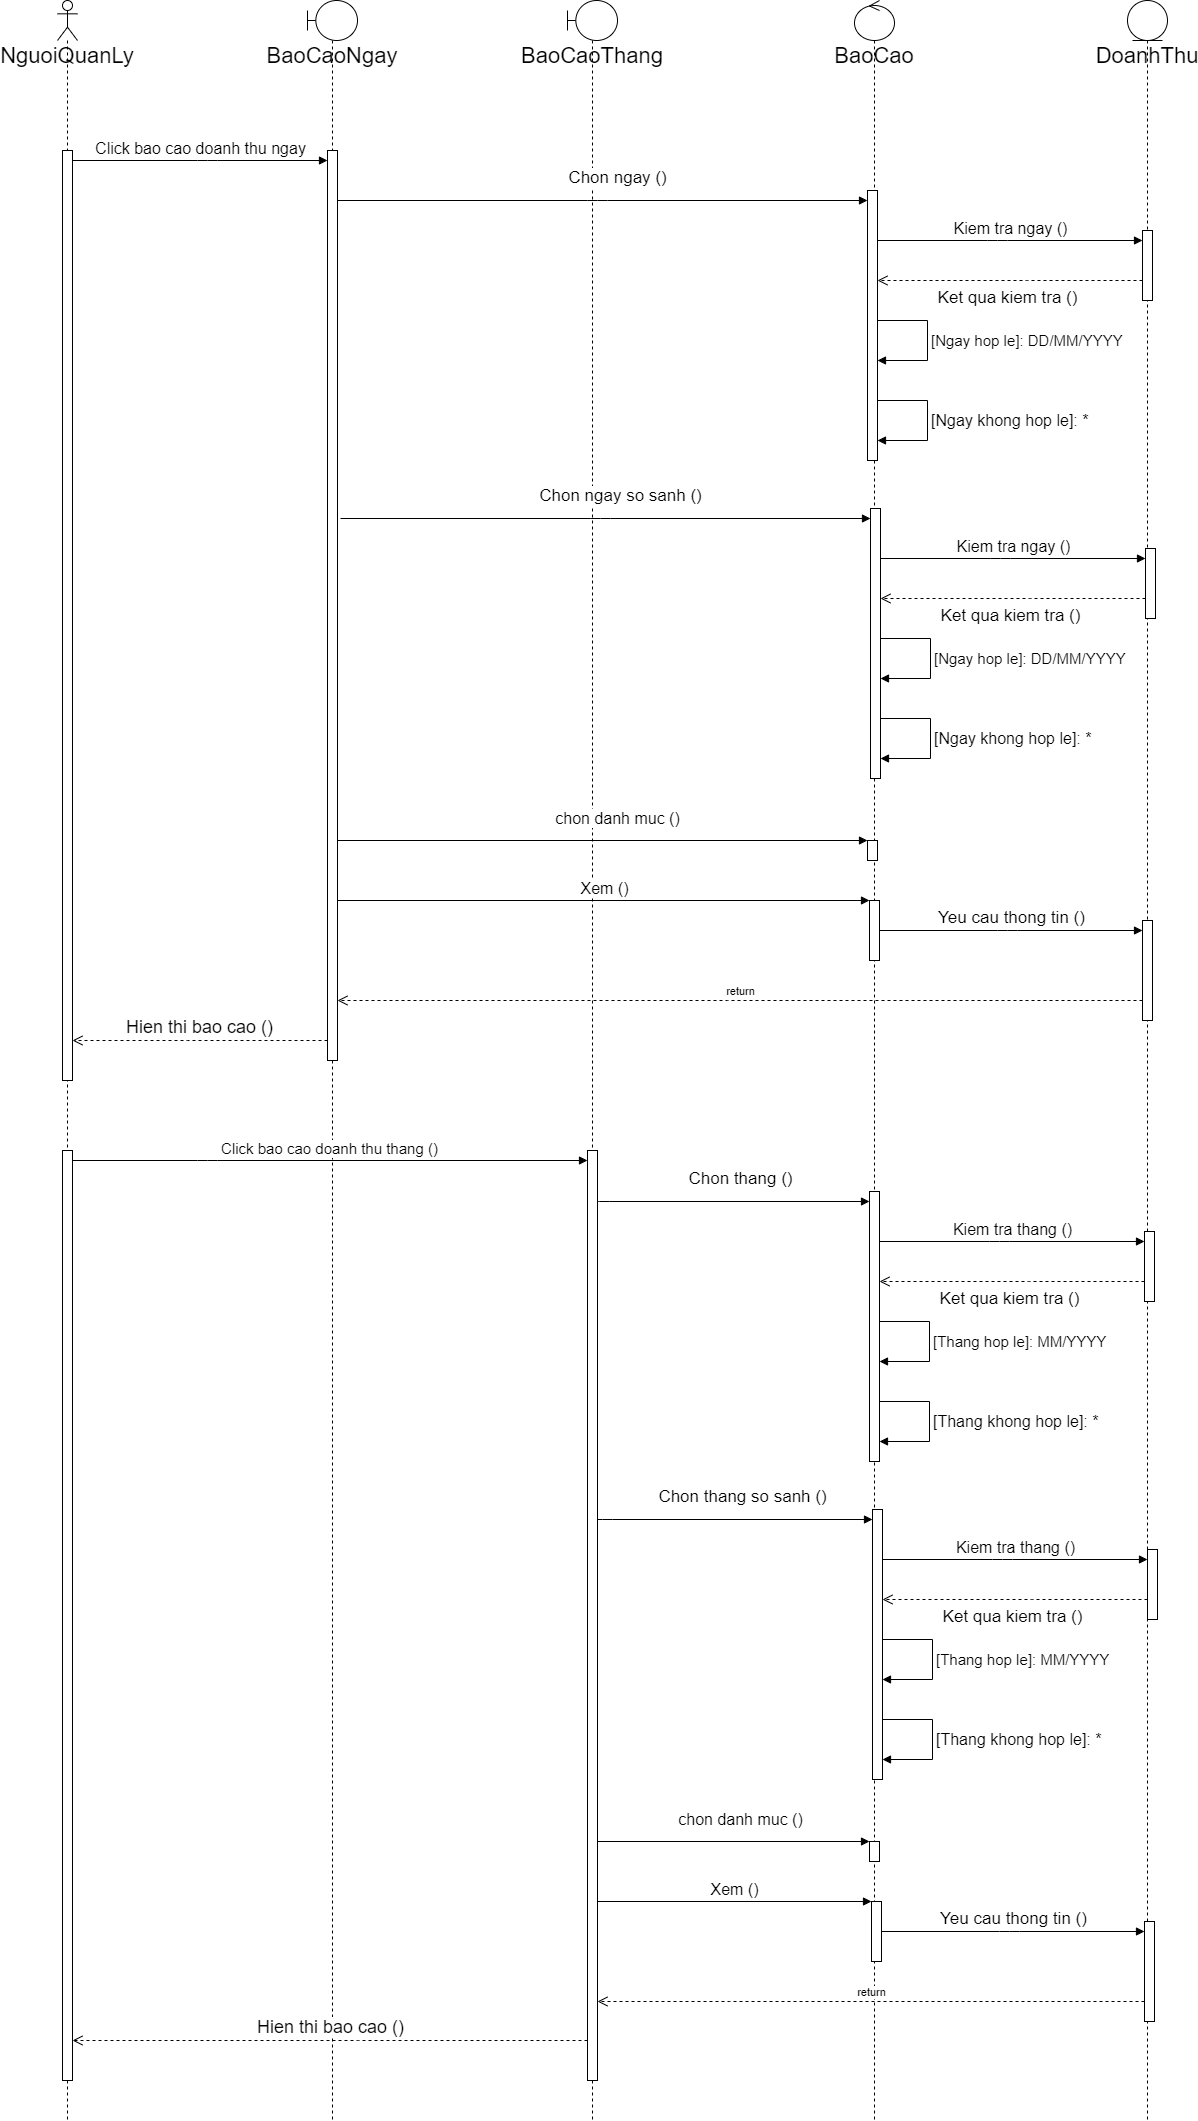 NguoiQuanLy
BaoCaoNgay
BaoCaoThang
BaoCao
DoanhThu
Click bao cao doanh thu ngay
Chon ngay ()
Kiem tra ngay ()
Ket qua kiem tra ()
[Ngay hop le]: DD/MM/YYYY
[Ngay khong hop le]: *
Chon ngay so sanh ()
Kiem tra ngay ()
Ket qua kiem tra ()
[Ngay hop le]: DD/MM/YYYY
[Ngay khong hop le]: *
chon danh muc ()
Xem ()
Yeu cau thong tin ()
return
Hien thi bao cao ()
Click bao cao doanh thu thang ()
Chon thang ()
Kiem tra thang ()
Ket qua kiem tra ()
[Thang hop le]: MM/YYYY
[Thang khong hop le]: *
Chon thang so sanh ()
Kiem tra thang ()
Ket qua kiem tra ()
[Thang hop le]: MM/YYYY
[Thang khong hop le]: *
chon danh muc ()
Xem ()
Yeu cau thong tin ()
return
Hien thi bao cao ()